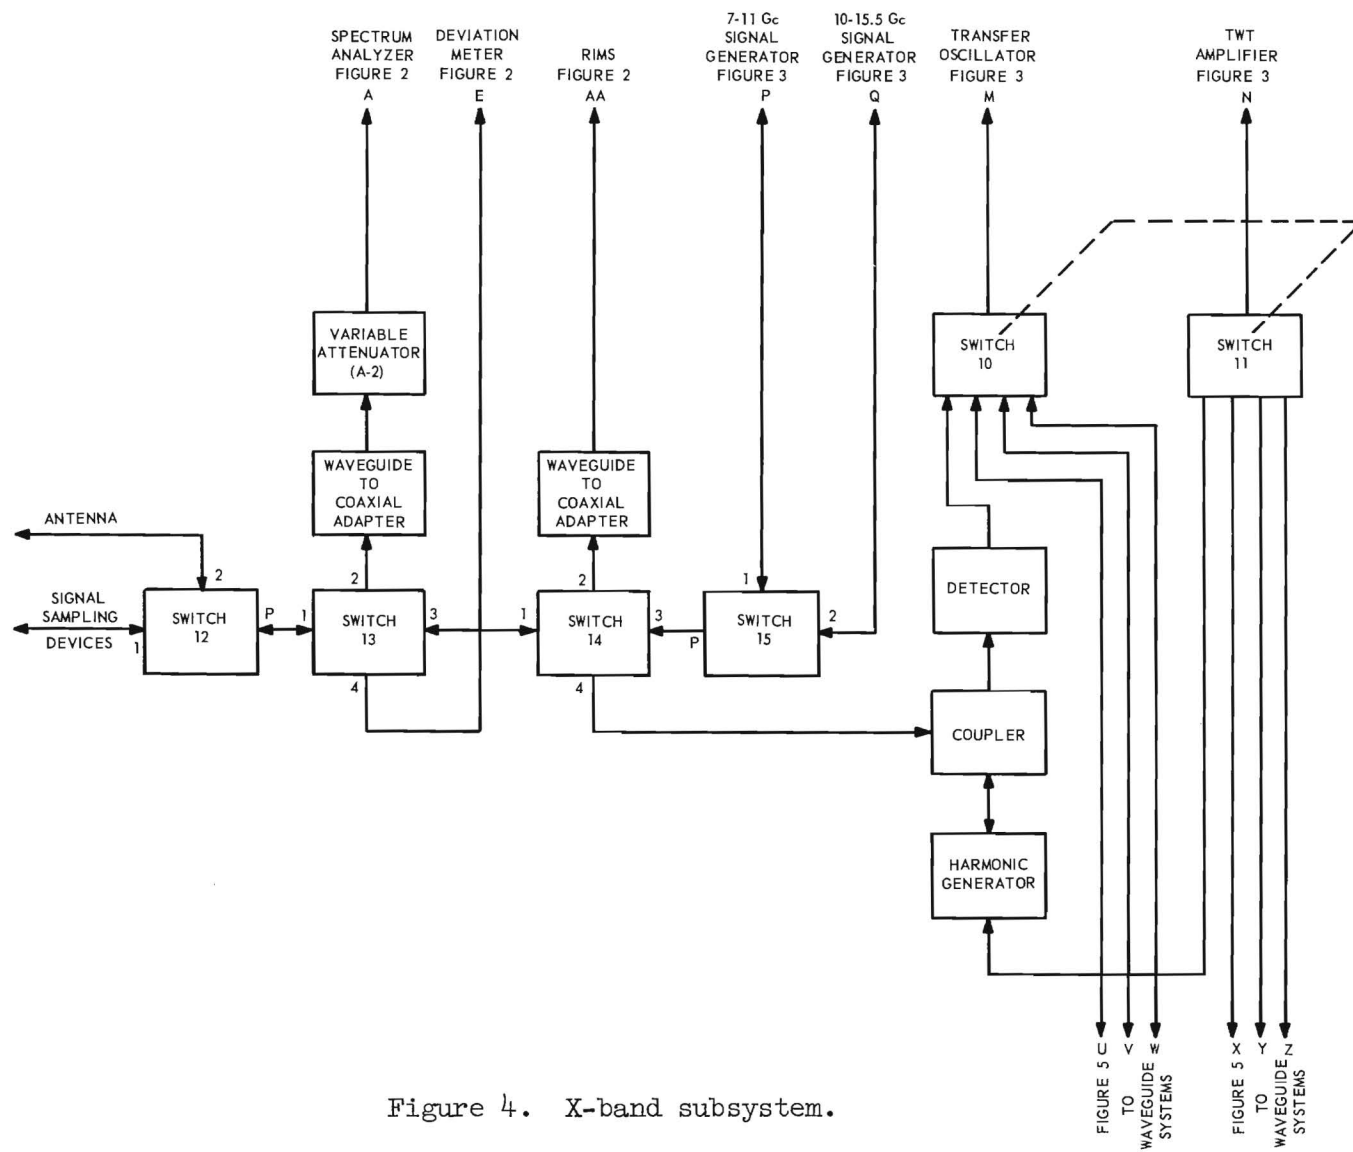 SPECTRUM
ANALYZER
FIGURE 2
A
DEVIATION
METER
FIGURE 2
E
RIMS
FIGURE 2
AA
7-11 Gc
SIGNAL
GENERATOR
FIGURE 3
P
10-15.5 Gc
SIGNAL
GENERATOR
FIGURE 3
Q
TRANSFER
OSCILLATOR
FIGURE 3
M
TWT
AMPLIFIER
FIGURE 3
N
VARIABLE
ATTENUATOR
(A-2)
SWITCH
10
SWITCH
11
WAVEGUIDE
TO
COAXIAL
ADAPTER
WAVEGUIDE
TO
COAXIAL
ADAPTER
ANTENNA
2
SIGNAL
SAMPLING
DEVICES
1
SWITCH
12
P
1
2
SWITCH
13
3
4
1
2
SWITCH
14
3
4
P
1
SWITCH
15
2
DETECTOR
COUPLER
HARMONIC
GENERATOR
FIGURE 5 U
V
TO
W
WAVEGUIDE
SYSTEMS
FIGURE 5 X
Y
TO
Z
WAVEGUIDE
SYSTEMS
Figure 4. X-band subsystem.